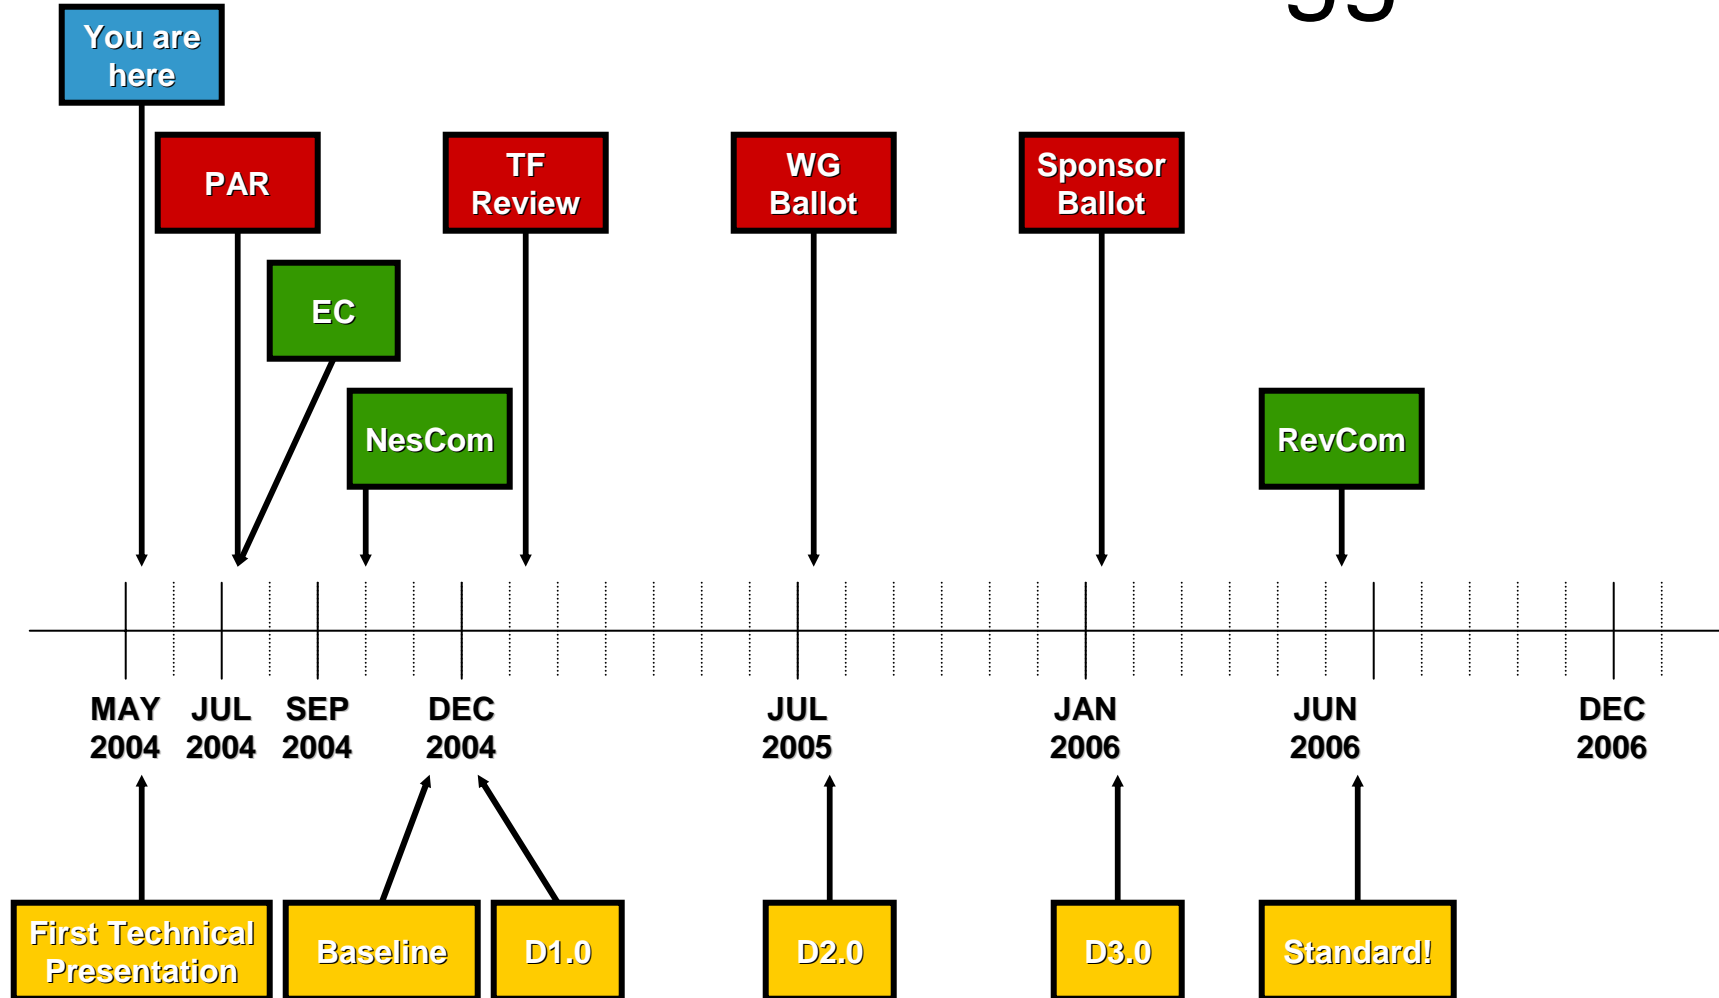 You are
here
PAR
TF
Review
WG
Ballot
Sponsor
Ballot
EC
NesCom
RevCom
MAY
2004
JUL
2004
SEP
2004
DEC
2004
JUL
2005
JAN
2006
JUN
2006
DEC
2006
First Technical
Presentation
Baseline
D1.0
D2.0
D3.0
Standard!